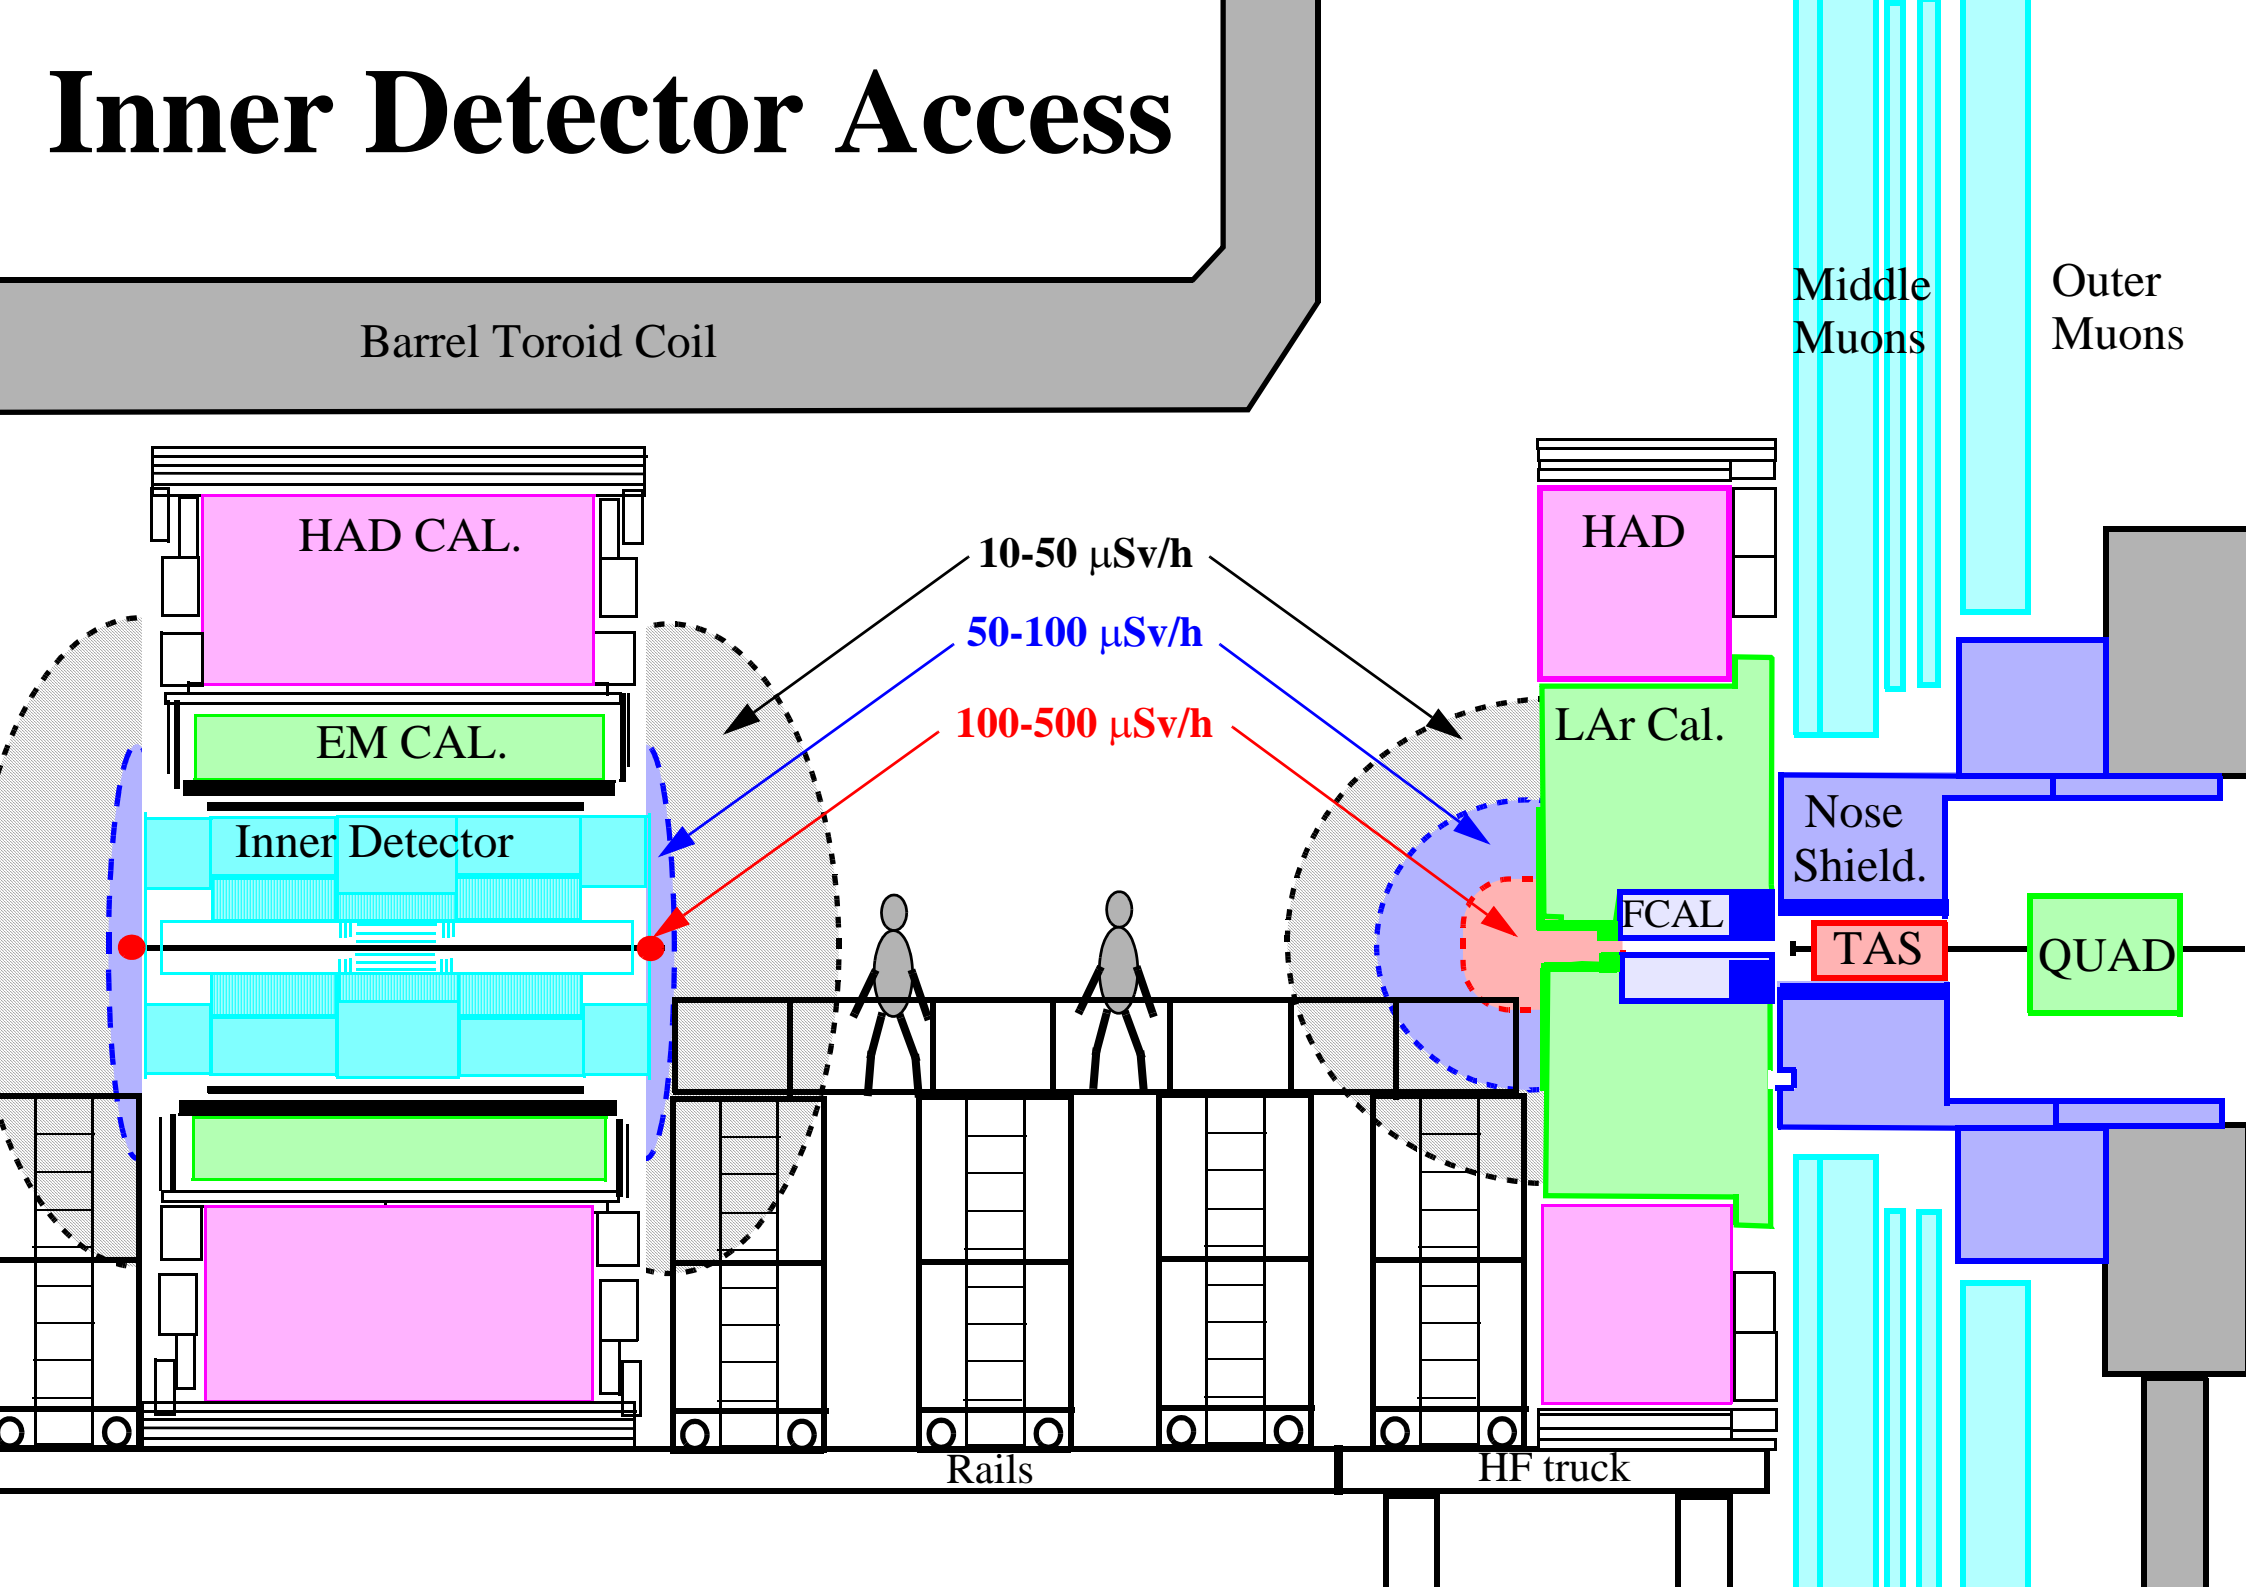 Inner Detector Access
Middle
Muons
Outer
Muons
Barrel Toroid Coil
HAD CAL.
10-50 μSv/h
HAD
50-100 μSv/h
100-500 μSv/h
EM CAL.
LAr Cal.
Inner Detector
Nose
Shield.
FCAL
TAS
QUAD
Rails
HF truck